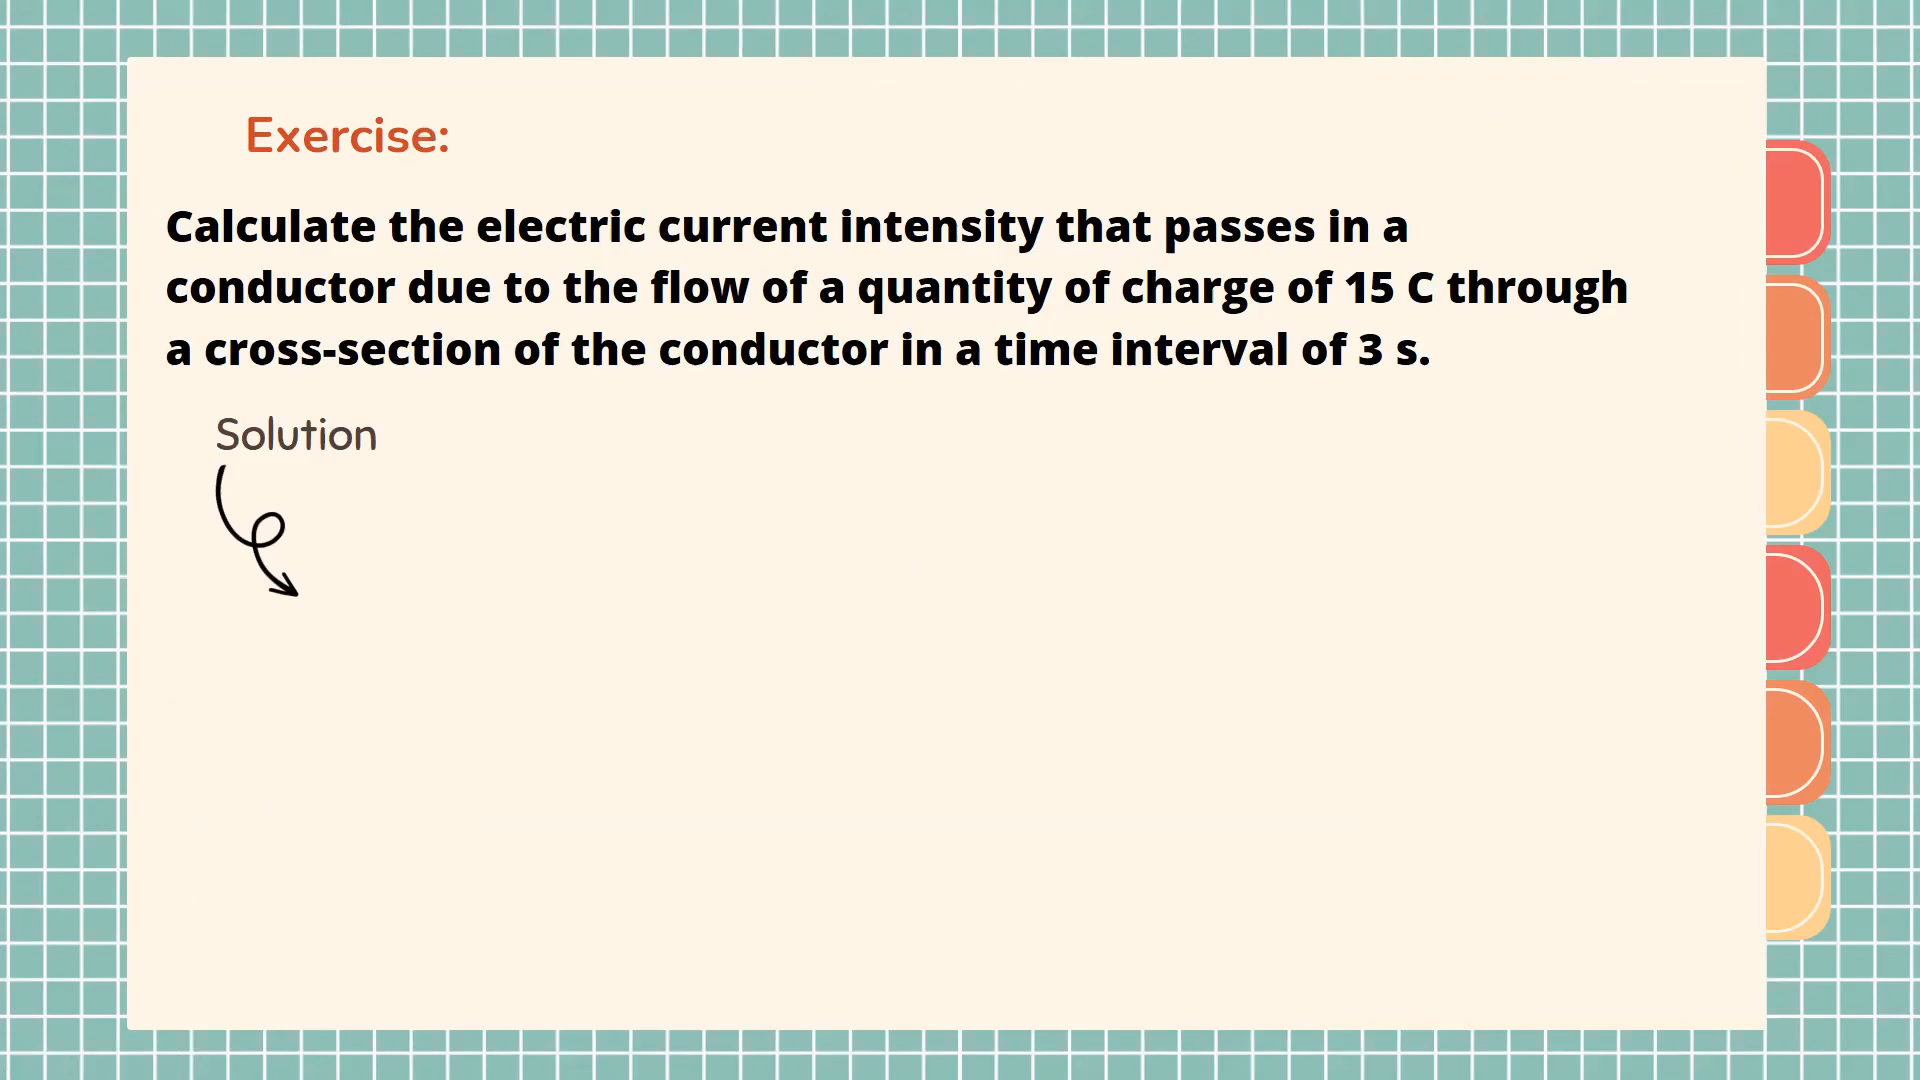 Exercise:
Calculate the electric current intensity that passes in a
conductor due to the flow of a quantity of charge of 15 C through
a cross-section of the conductor in a time interval of 3 s.
Solution